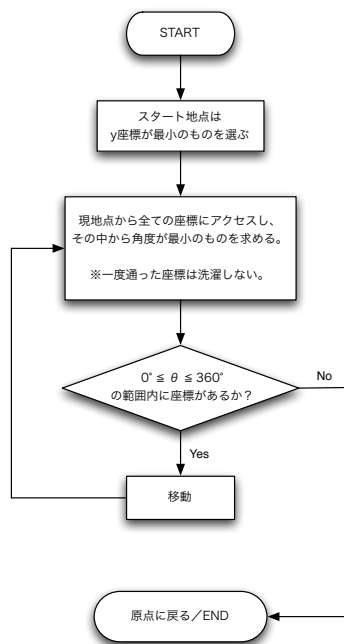 START
スタート地点は
y座標が最小のものを選ぶ
現地点から全ての座標にアクセスし、
その中から角度が最小のものを求める。
※一度通った座標は洗濯しない。
0° ≦ θ ≦ 360°
の範囲内に座標があるか？
No
Yes
移動
原点に戻る／END